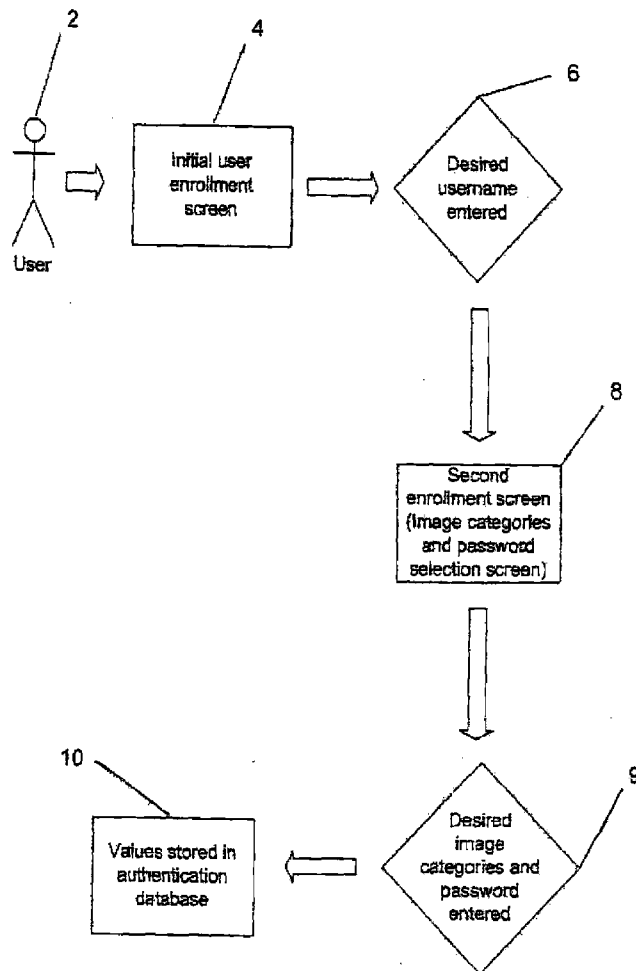 2
4
6
Initial user
enrollment
screen
Desired
username
entered
User
8
Second
enrollment screen
(Image categories
and password
selection screen)
10
9
Values stored in
authentication
database
Desired
image
categories and
password
entered